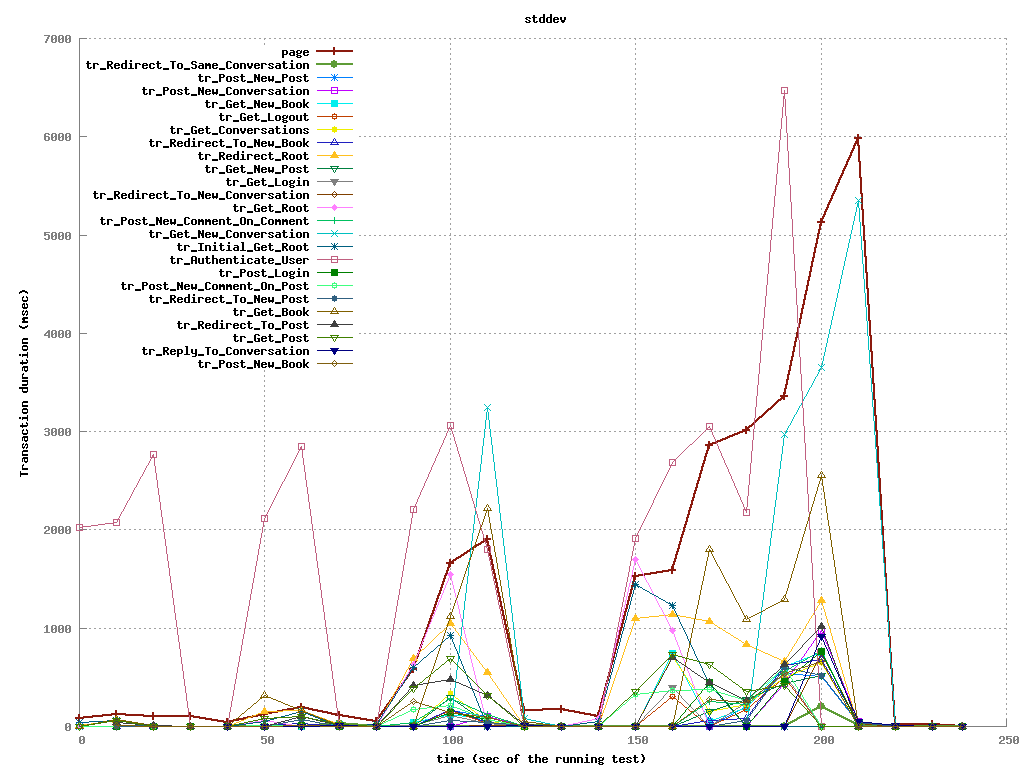 stddev
7000
6000
5000
4000
3000
2000
1000
0
Transaction duration (msec)
page
tr_Redirect_To_Same_Conversation
tr_Post_New_Post
tr_Post_New_Conversation
tr_Get_New_Book
tr_Get_Logout
tr_Get_Conversations
tr_Redirect_To_New_Book
tr_Redirect_Root
tr_Get_New_Post
tr_Get_Login
tr_Redirect_To_New_Conversation
tr_Get_Root
tr_Post_New_Comment_On_Comment
tr_Get_New_Conversation
tr_Initial_Get_Root
tr_Authenticate_User
tr_Post_Login
tr_Post_New_Comment_On_Post
tr_Redirect_To_New_Post
tr_Get_Book
tr_Redirect_To_Post
tr_Get_Post
tr_Reply_To_Conversation
tr_Post_New_Book
0 50 100 150 200 250
time (sec of the running test)